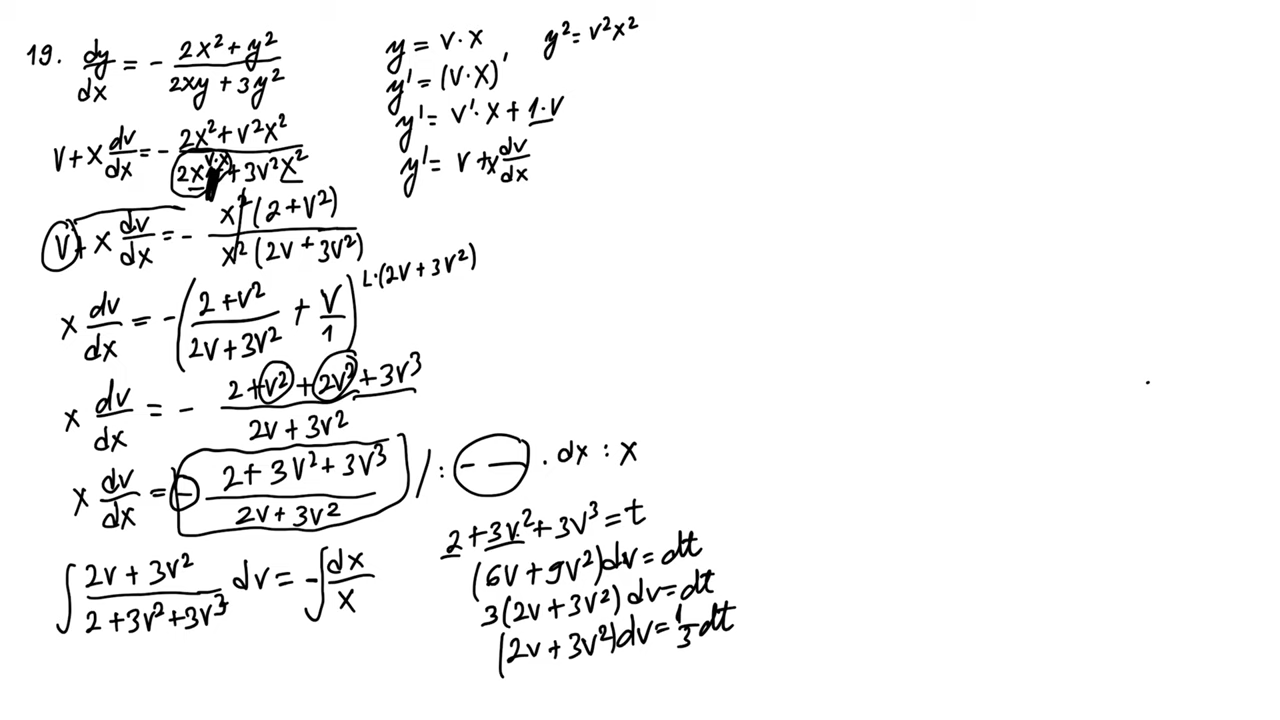 19. dy/dx = - (2x² + y²)/(2xy + 3y²)
v + x dv/dx = - (2x² + v²x²)/(2x v·x + 3v²x²)
v + x dv/dx = - x²(2 + v²)/x²(2v + 3v²)
x dv/dx = - ((2 + v²)/(2v + 3v²) + v/1) ∟·(2v + 3v²)
x dv/dx = - (2 + v² + 2v² + 3v³)/(2v + 3v²)
x dv/dx = - (2 + 3v² + 3v³)/(2v + 3v²) / : - — · dx : x
∫ (2v + 3v²)/(2 + 3v² + 3v³) dv = -∫ dx/x
y = v · x
y² = v²x²
y' = (v · x)'
y' = v' · x + 1 · v
y' = v + x dv/dx
2 + 3v² + 3v³ = t
(6v + 9v²)dv = dt
3(2v + 3v²)dv = dt
(2v + 3v²)dv = 1/3 dt